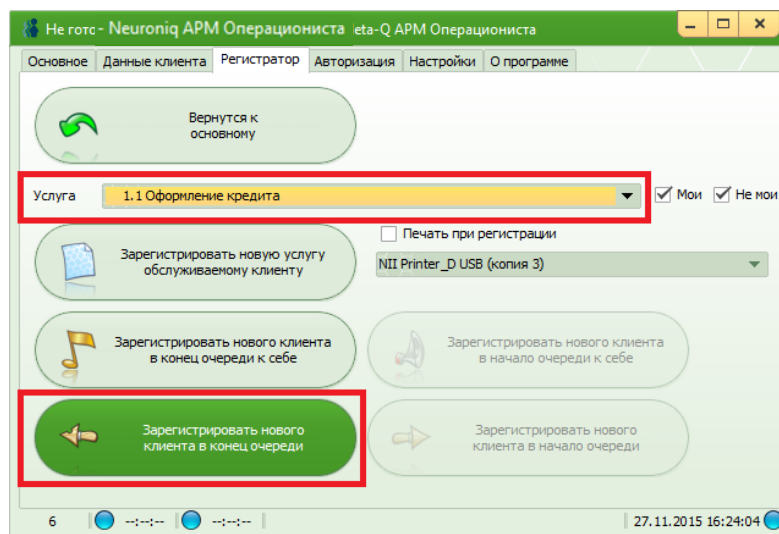 Не гото - Neuroniq АРМ Операциониста leta-Q АРМ Операциониста
Основное Данные клиента Регистратор Авторизация Настройки О программе
Вернутся к
основному
Услуга 1.1 Оформление кредита Мои Не мои
Печать при регистрации
Зарегистрировать новую услугу
обслуживаемому клиенту
NII Printer_D USB (копия 3)
Зарегистрировать нового клиента
в конец очереди к себе
Зарегистрировать нового клиента
в начало очереди к себе
Зарегистрировать нового
клиента в конец очереди
Зарегистрировать нового
клиента в начало очереди
6 --:--:-- --:--:-- 27.11.2015 16:24:04